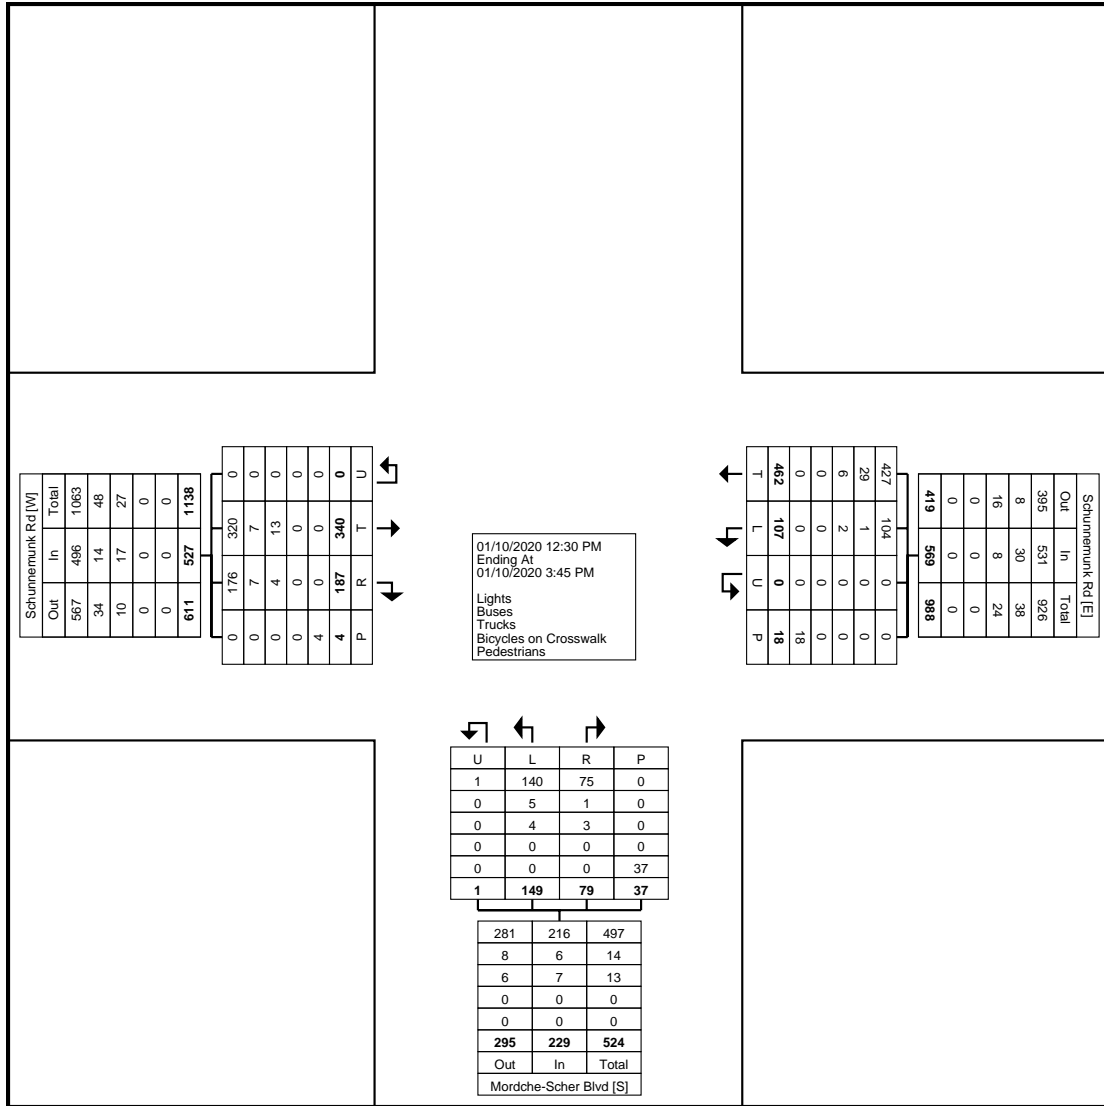 Schunnemunk Rd [W]
Total In Out
1063 496 567
48 14 34
27 17 10
0 0 0
0 0 0
1138 527 611
0 320 176 0
0 7 7 0
0 13 4 0
0 0 0 0
0 0 0 4
0 340 187 4
U T R P
01/10/2020 12:30 PM
Ending At
01/10/2020 3:45 PM
Lights
Buses
Trucks
Bicycles on Crosswalk
Pedestrians
Schunnemunk Rd [E]
Out In Total
395 531 926
8 30 38
16 8 24
0 0 0
0 0 0
419 569 988
427 104 0 0
29 1 0 0
6 2 0 0
0 0 0 0
0 0 0 18
462 107 0 18
T L U P
U L R P
1 140 75 0
0 5 1 0
0 4 3 0
0 0 0 0
0 0 0 37
1 149 79 37
281 216 497
8 6 14
6 7 13
0 0 0
0 0 0
295 229 524
Out In Total
Mordche-Scher Blvd [S]